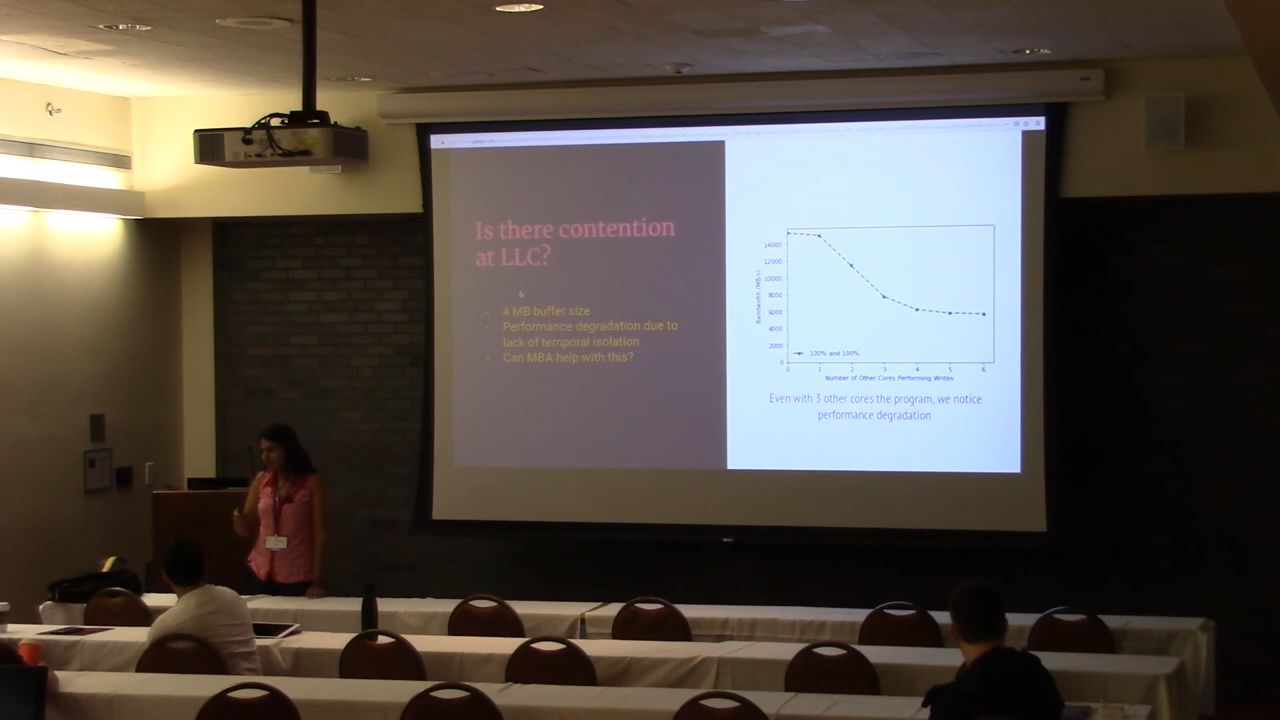 Is there contention
at LLC?
- 4 MB buffer size
- Performance degradation due to
lack of temporal isolation
- Can MBA help with this?
14000
12000
10000
8000
6000
4000
2000
0
Bandwidth (MB/s)
100% and 100%
0 1 2 3 4 5 6
Number of Other Cores Performing Writes
Even with 3 other cores the program, we notice
performance degradation